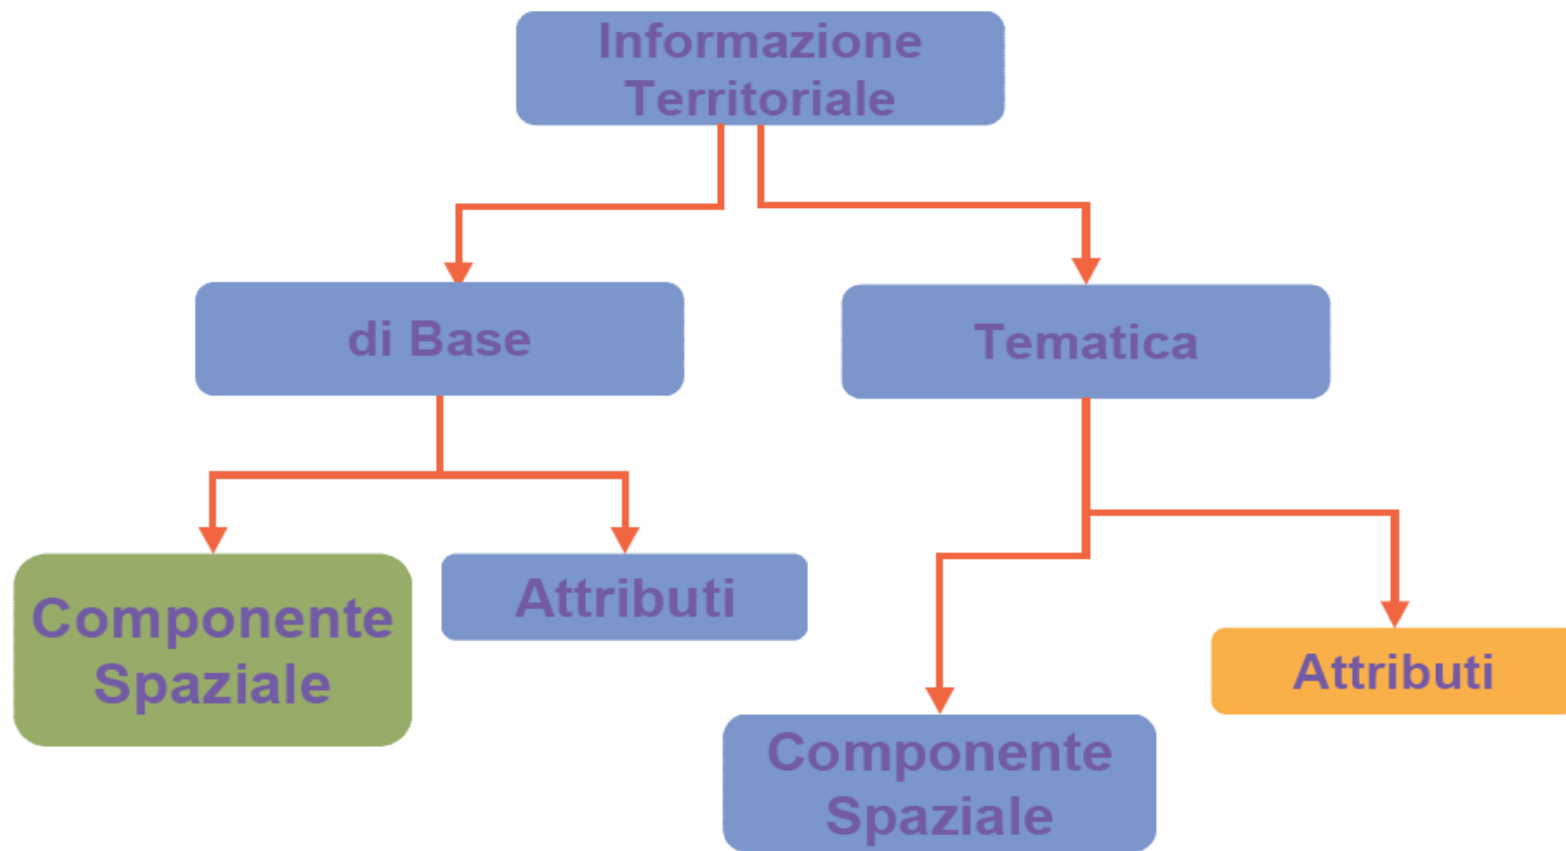 Informazione
Territoriale
di Base
Tematica
Componente
Spaziale
Attributi
Componente
Spaziale
Attributi